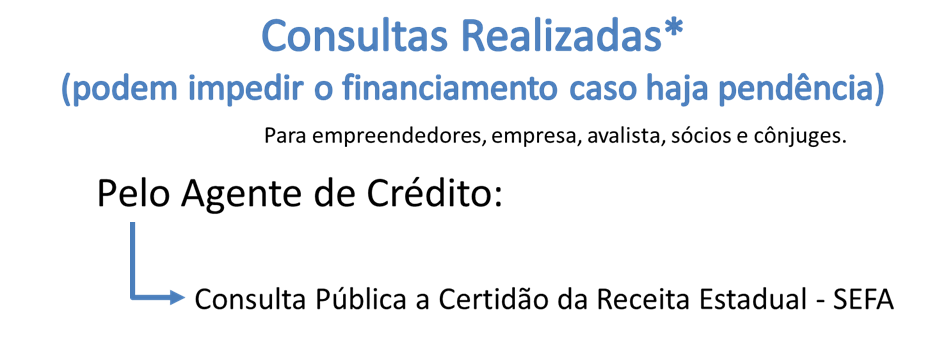 Consultas Realizadas*
(podem impedir o financiamento caso haja pendência)
Para empreendedores, empresa, avalista, sócios e cônjuges.
Pelo Agente de Crédito:
Consulta Pública a Certidão da Receita Estadual - SEFA